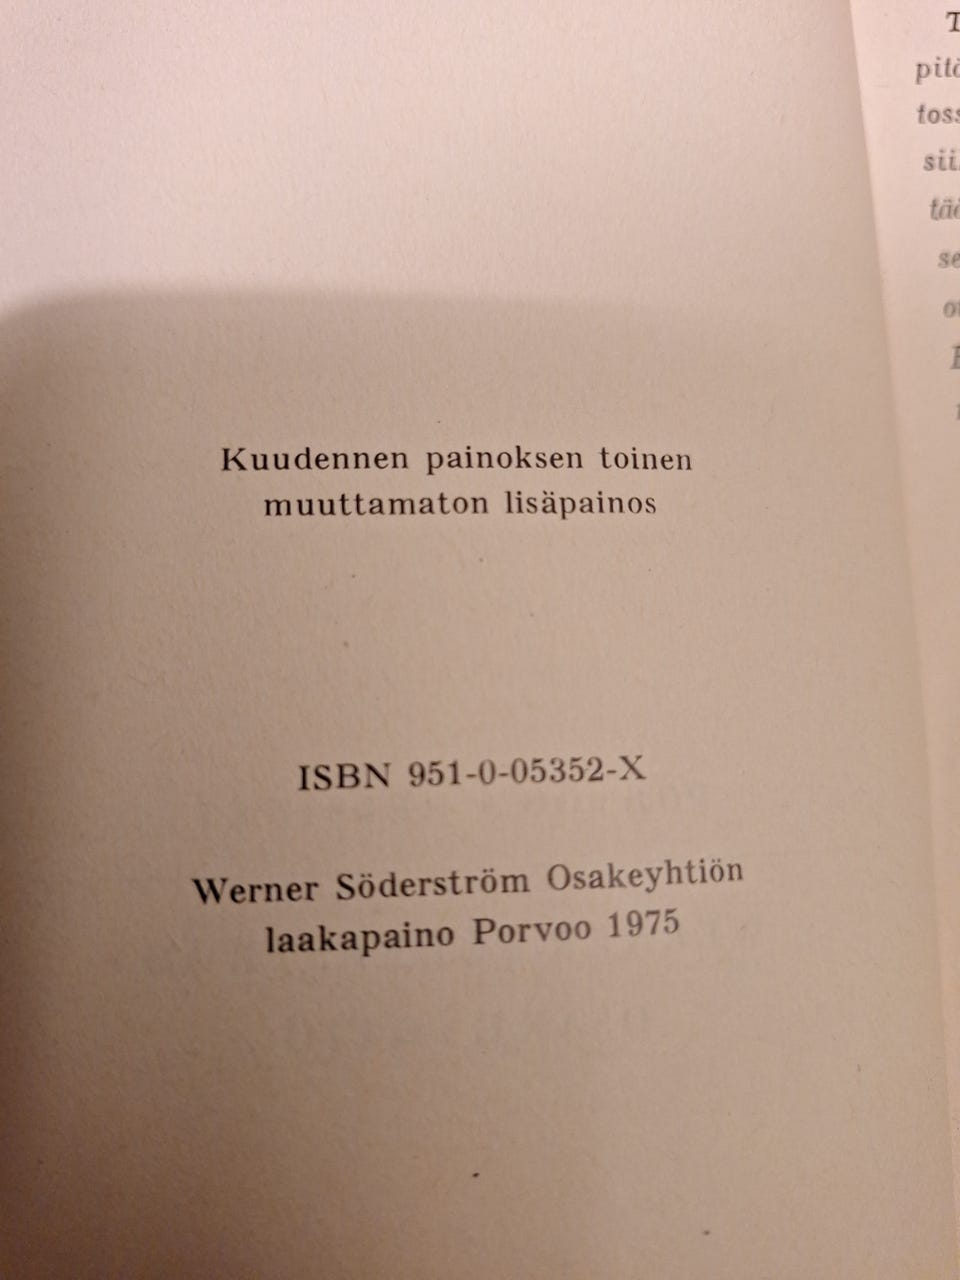 Kuudennen painoksen toinen
muuttamaton lisäpainos
ISBN 951-0-05352-X
Werner Söderström Osakeyhtiön
laakapaino Porvoo 1975